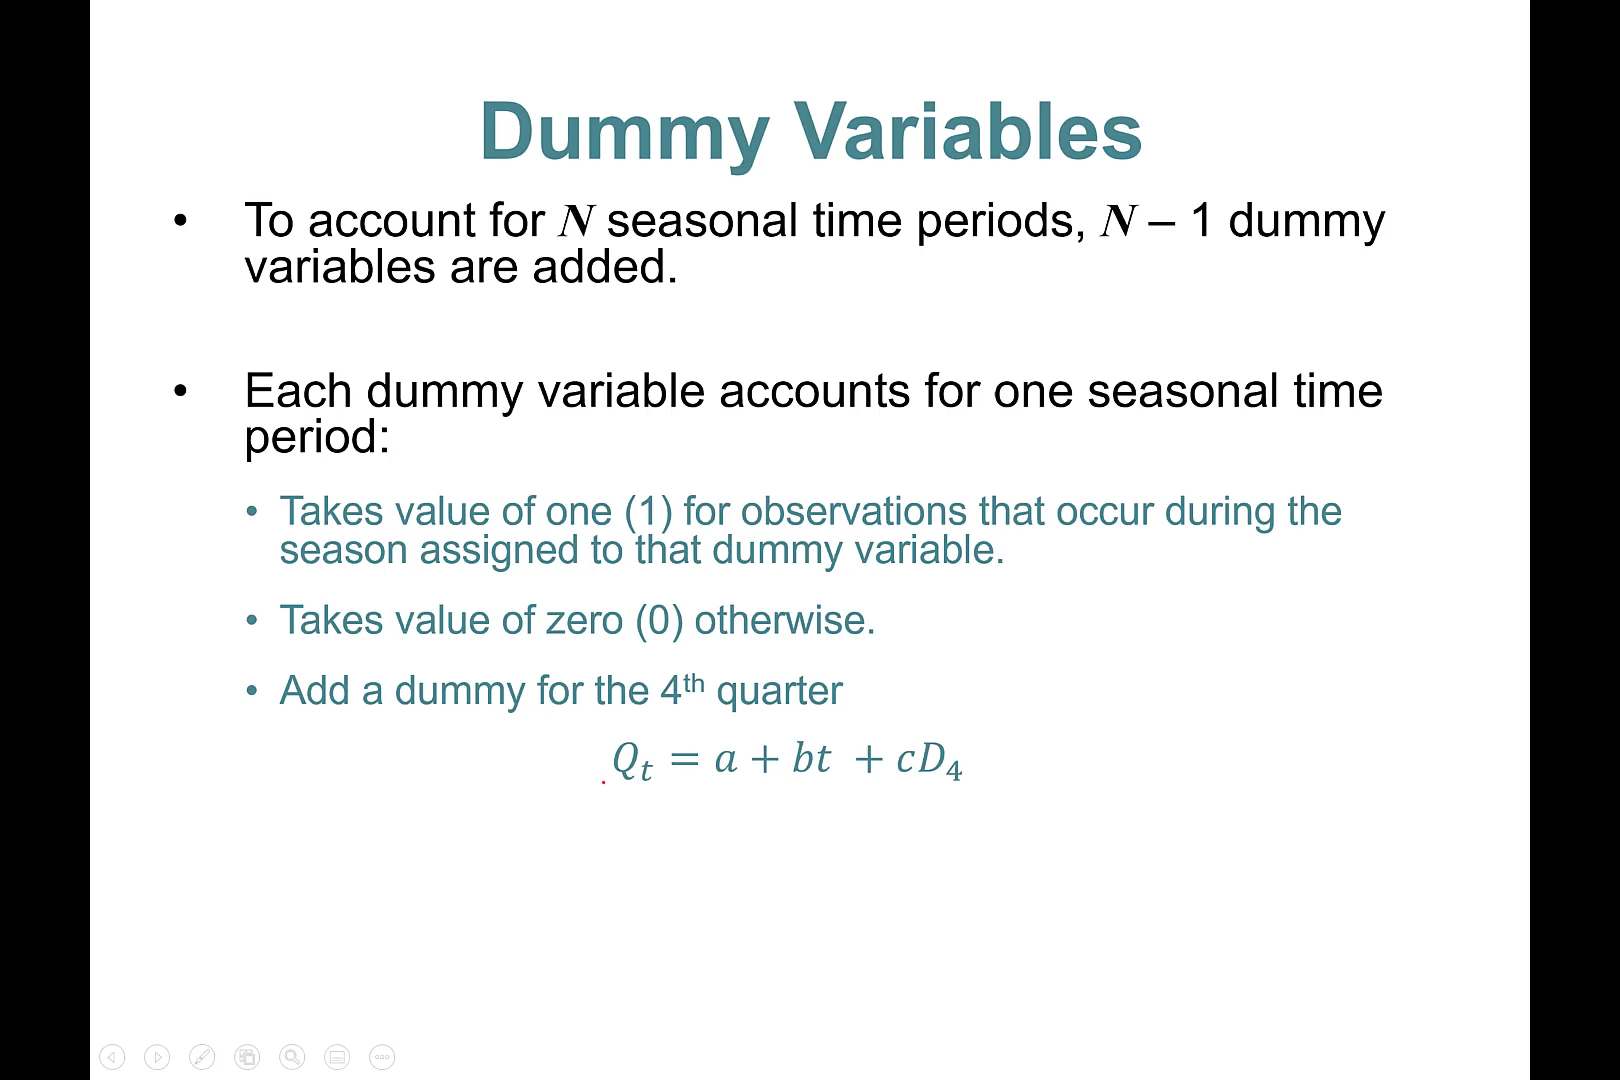 Dummy Variables
• To account for N seasonal time periods, N – 1 dummy
variables are added.
• Each dummy variable accounts for one seasonal time
period:
• Takes value of one (1) for observations that occur during the
season assigned to that dummy variable.
• Takes value of zero (0) otherwise.
• Add a dummy for the 4th quarter
Qₜ = a + bt + cD₄